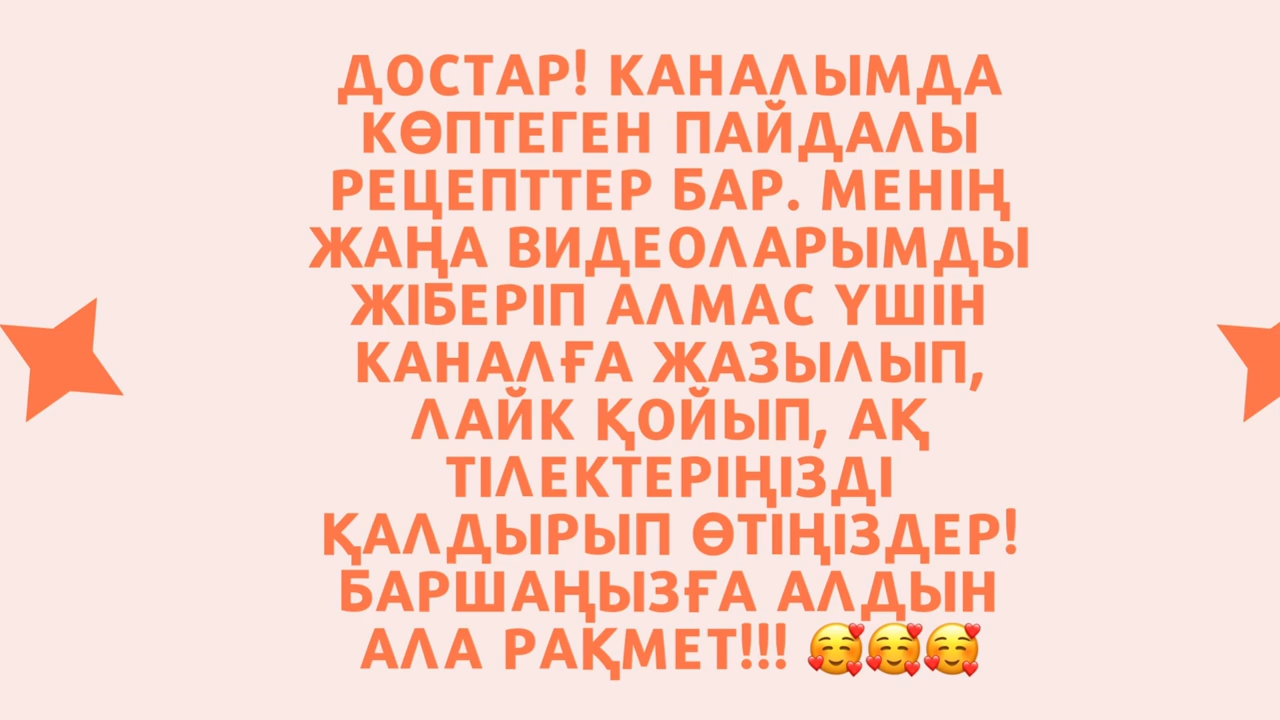 ДОСТАР! КАНАЛЫМДА
КӨПТЕГЕН ПАЙДАЛЫ
РЕЦЕПТТЕР БАР. МЕНІҢ
ЖАҢА ВИДЕОЛАРЫМДЫ
ЖІБЕРІП АЛМАС ҮШІН
КАНАЛҒА ЖАЗЫЛЫП,
ЛАЙК ҚОЙЫП, АҚ
ТІЛЕКТЕРІҢІЗДІ
ҚАЛДЫРЫП ӨТІҢІЗДЕР!
БАРШАҢЫЗҒА АЛДЫН
АЛА РАҚМЕТ!!! 🥰🥰🥰